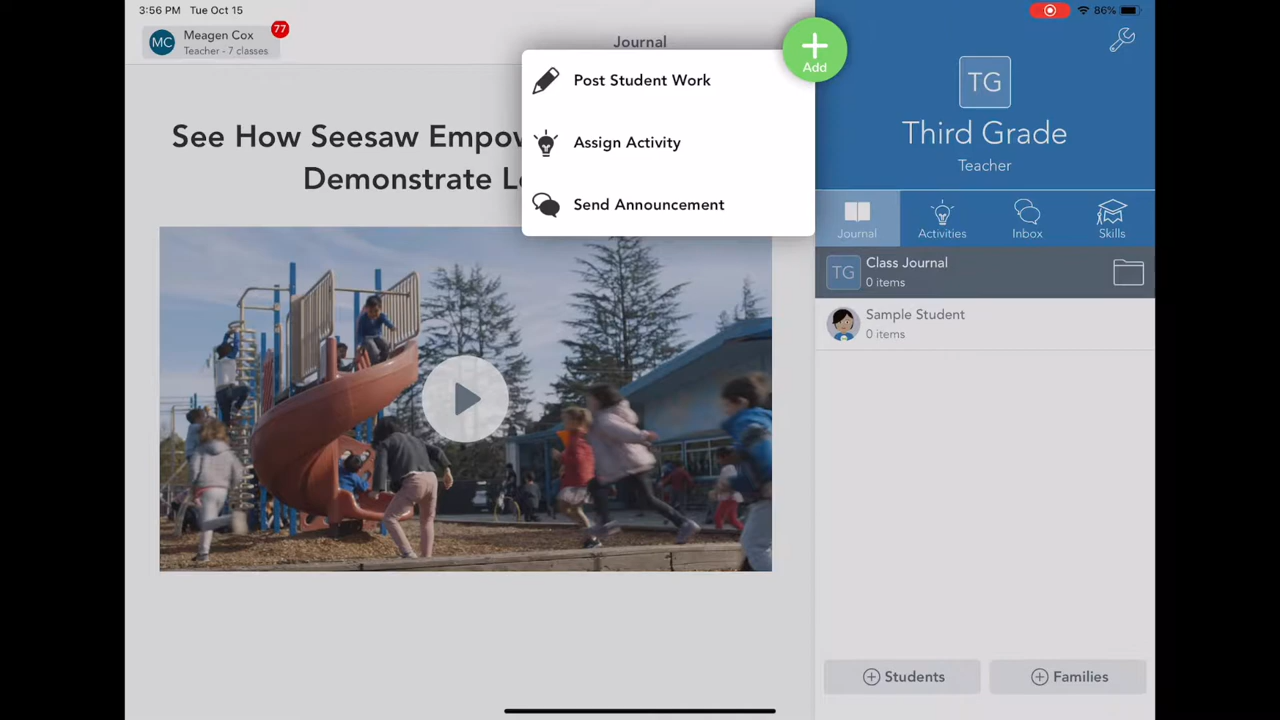 3:56 PM Tue Oct 15
86%
MC
Meagen Cox
Teacher - 7 classes
77
Journal
Add
Post Student Work
Assign Activity
Send Announcement
See How Seesaw Empow
Demonstrate L
TG
Third Grade
Teacher
Journal
Activities
Inbox
Skills
TG
Class Journal
0 items
Sample Student
0 items
Students
Families